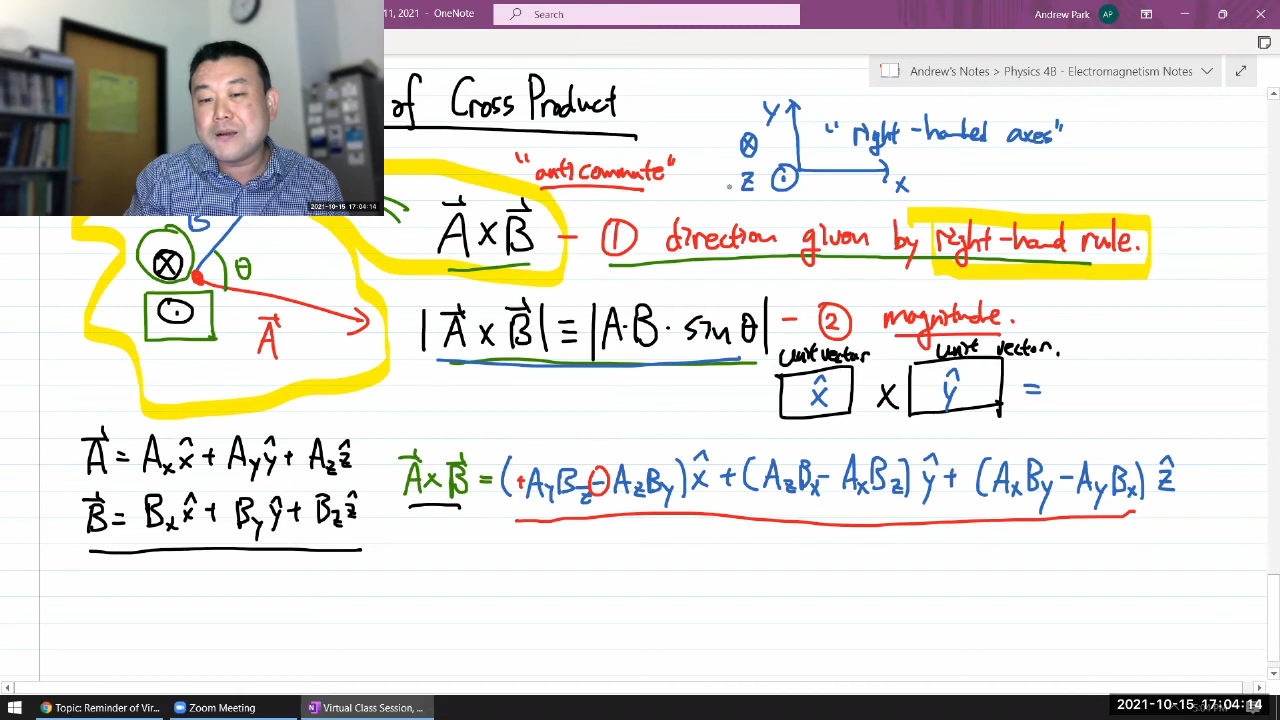 11, 2021 - OneNote
Search
Andrew Park
AP
Andrew's Notes > Physics 4B - Electromagnetism Notes
of Cross Product
"anticommute"
y
"right-handed axes"
⊗
z ⊙
x
2021-10-15 17:04:14
B
A⃗ × B⃗ – ① direction given by right-hand rule.
⊗ θ
⊙
A⃗
|A⃗ × B⃗| ≡ |A·B· sin θ| – ② magnitude.
unit vector
unit vector.
x̂ × ŷ =
A⃗ = Aₓx̂ + A_yŷ + A_zẑ
A⃗×B⃗ = (+A_yB_z − A_zB_y)x̂ + (A_zBₓ − AₓB_z)ŷ + (AₓB_y − A_yBₓ)ẑ
B⃗ = Bₓx̂ + B_yŷ + B_zẑ
Topic: Reminder of Vir...
Zoom Meeting
Virtual Class Session, ...
2021-10-15 17:04:14